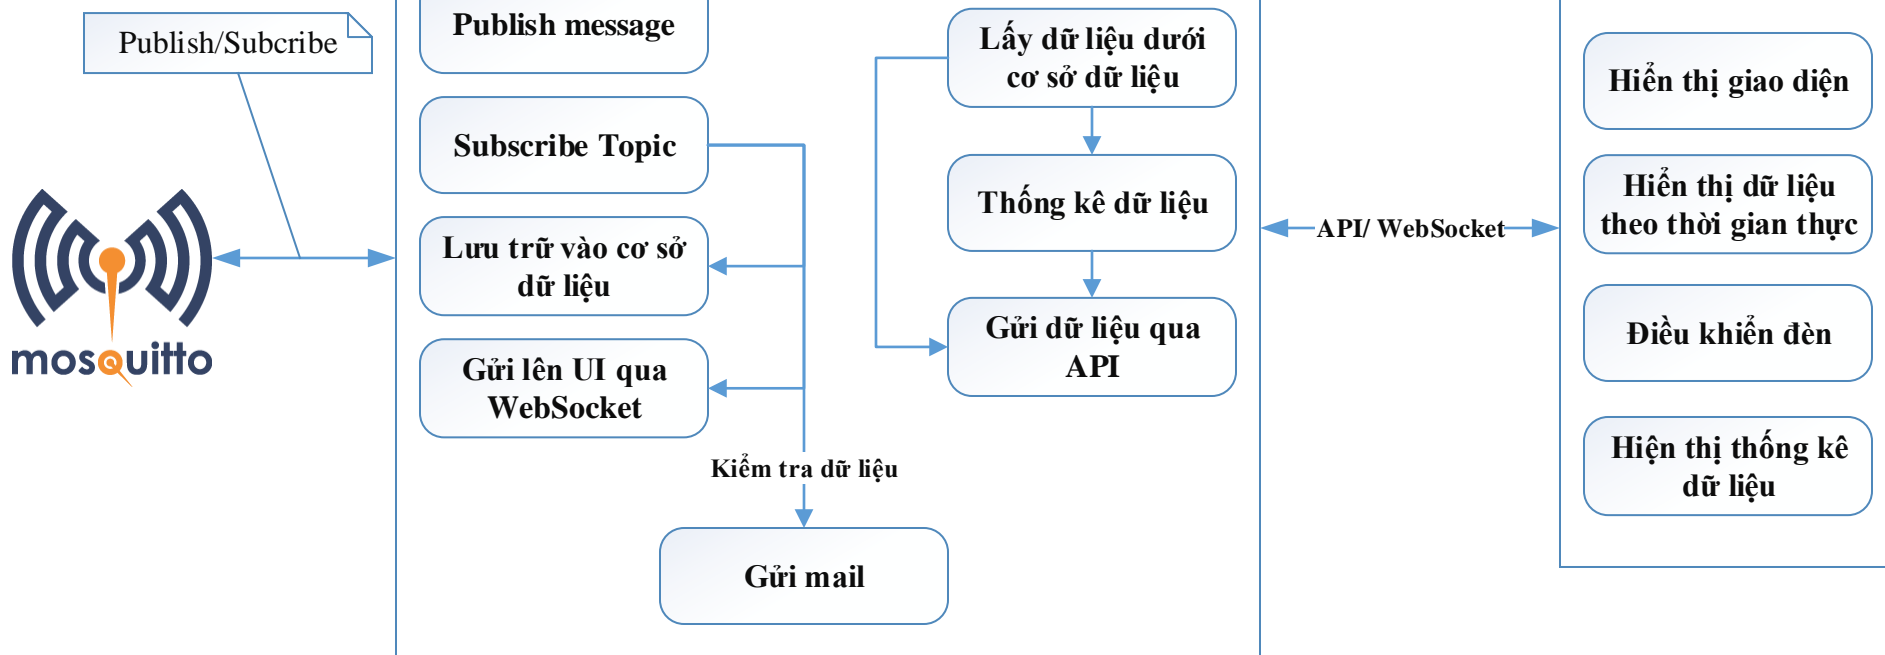 Publish/Subcribe
mosquitto
Publish message
Subscribe Topic
Lưu trữ vào cơ sở
dữ liệu
Gửi lên UI qua
WebSocket
Kiểm tra dữ liệu
Gửi mail
Lấy dữ liệu dưới
cơ sở dữ liệu
Thống kê dữ liệu
Gửi dữ liệu qua
API
API/ WebSocket
Hiển thị giao diện
Hiển thị dữ liệu
theo thời gian thực
Điều khiển đèn
Hiện thị thống kê
dữ liệu